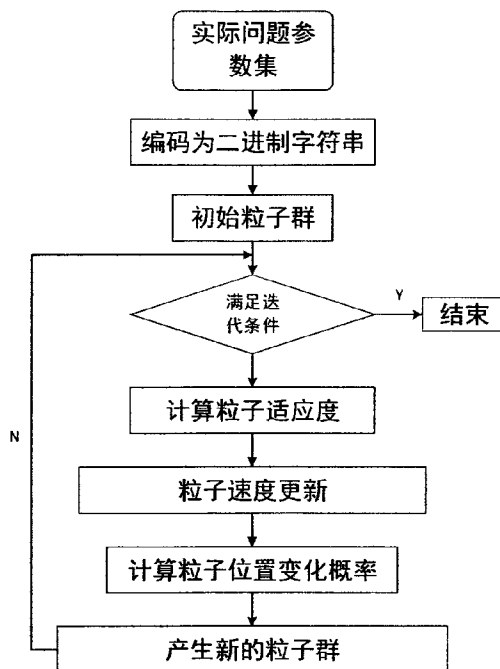 实际问题参
数集
编码为二进制字符串
初始粒子群
满足迭
代条件
Y
结束
计算粒子适应度
N
粒子速度更新
计算粒子位置变化概率
产生新的粒子群